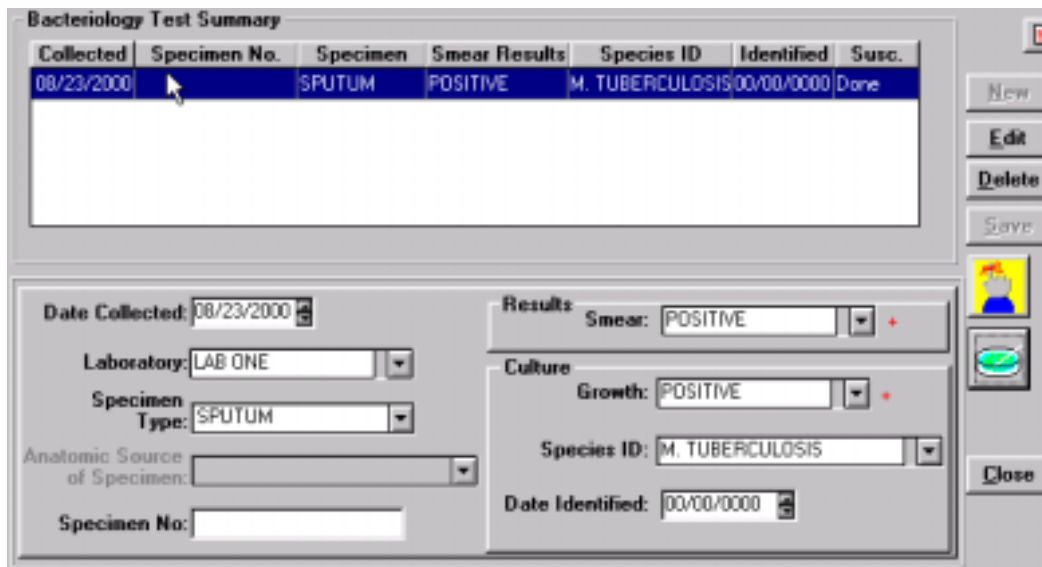 Bacteriology Test Summary
Collected Specimen No. Specimen Smear Results Species ID Identified Susc.
08/23/2000 SPUTUM POSITIVE M. TUBERCULOSIS 00/00/0000 Done
New
Edit
Delete
Save
Date Collected: 08/23/2000
Laboratory: LAB ONE
Specimen
Type: SPUTUM
Anatomic Source
of Specimen:
Specimen No:
Results
Smear: POSITIVE +
Culture
Growth: POSITIVE +
Species ID: M. TUBERCULOSIS
Date Identified: 00/00/0000
Close